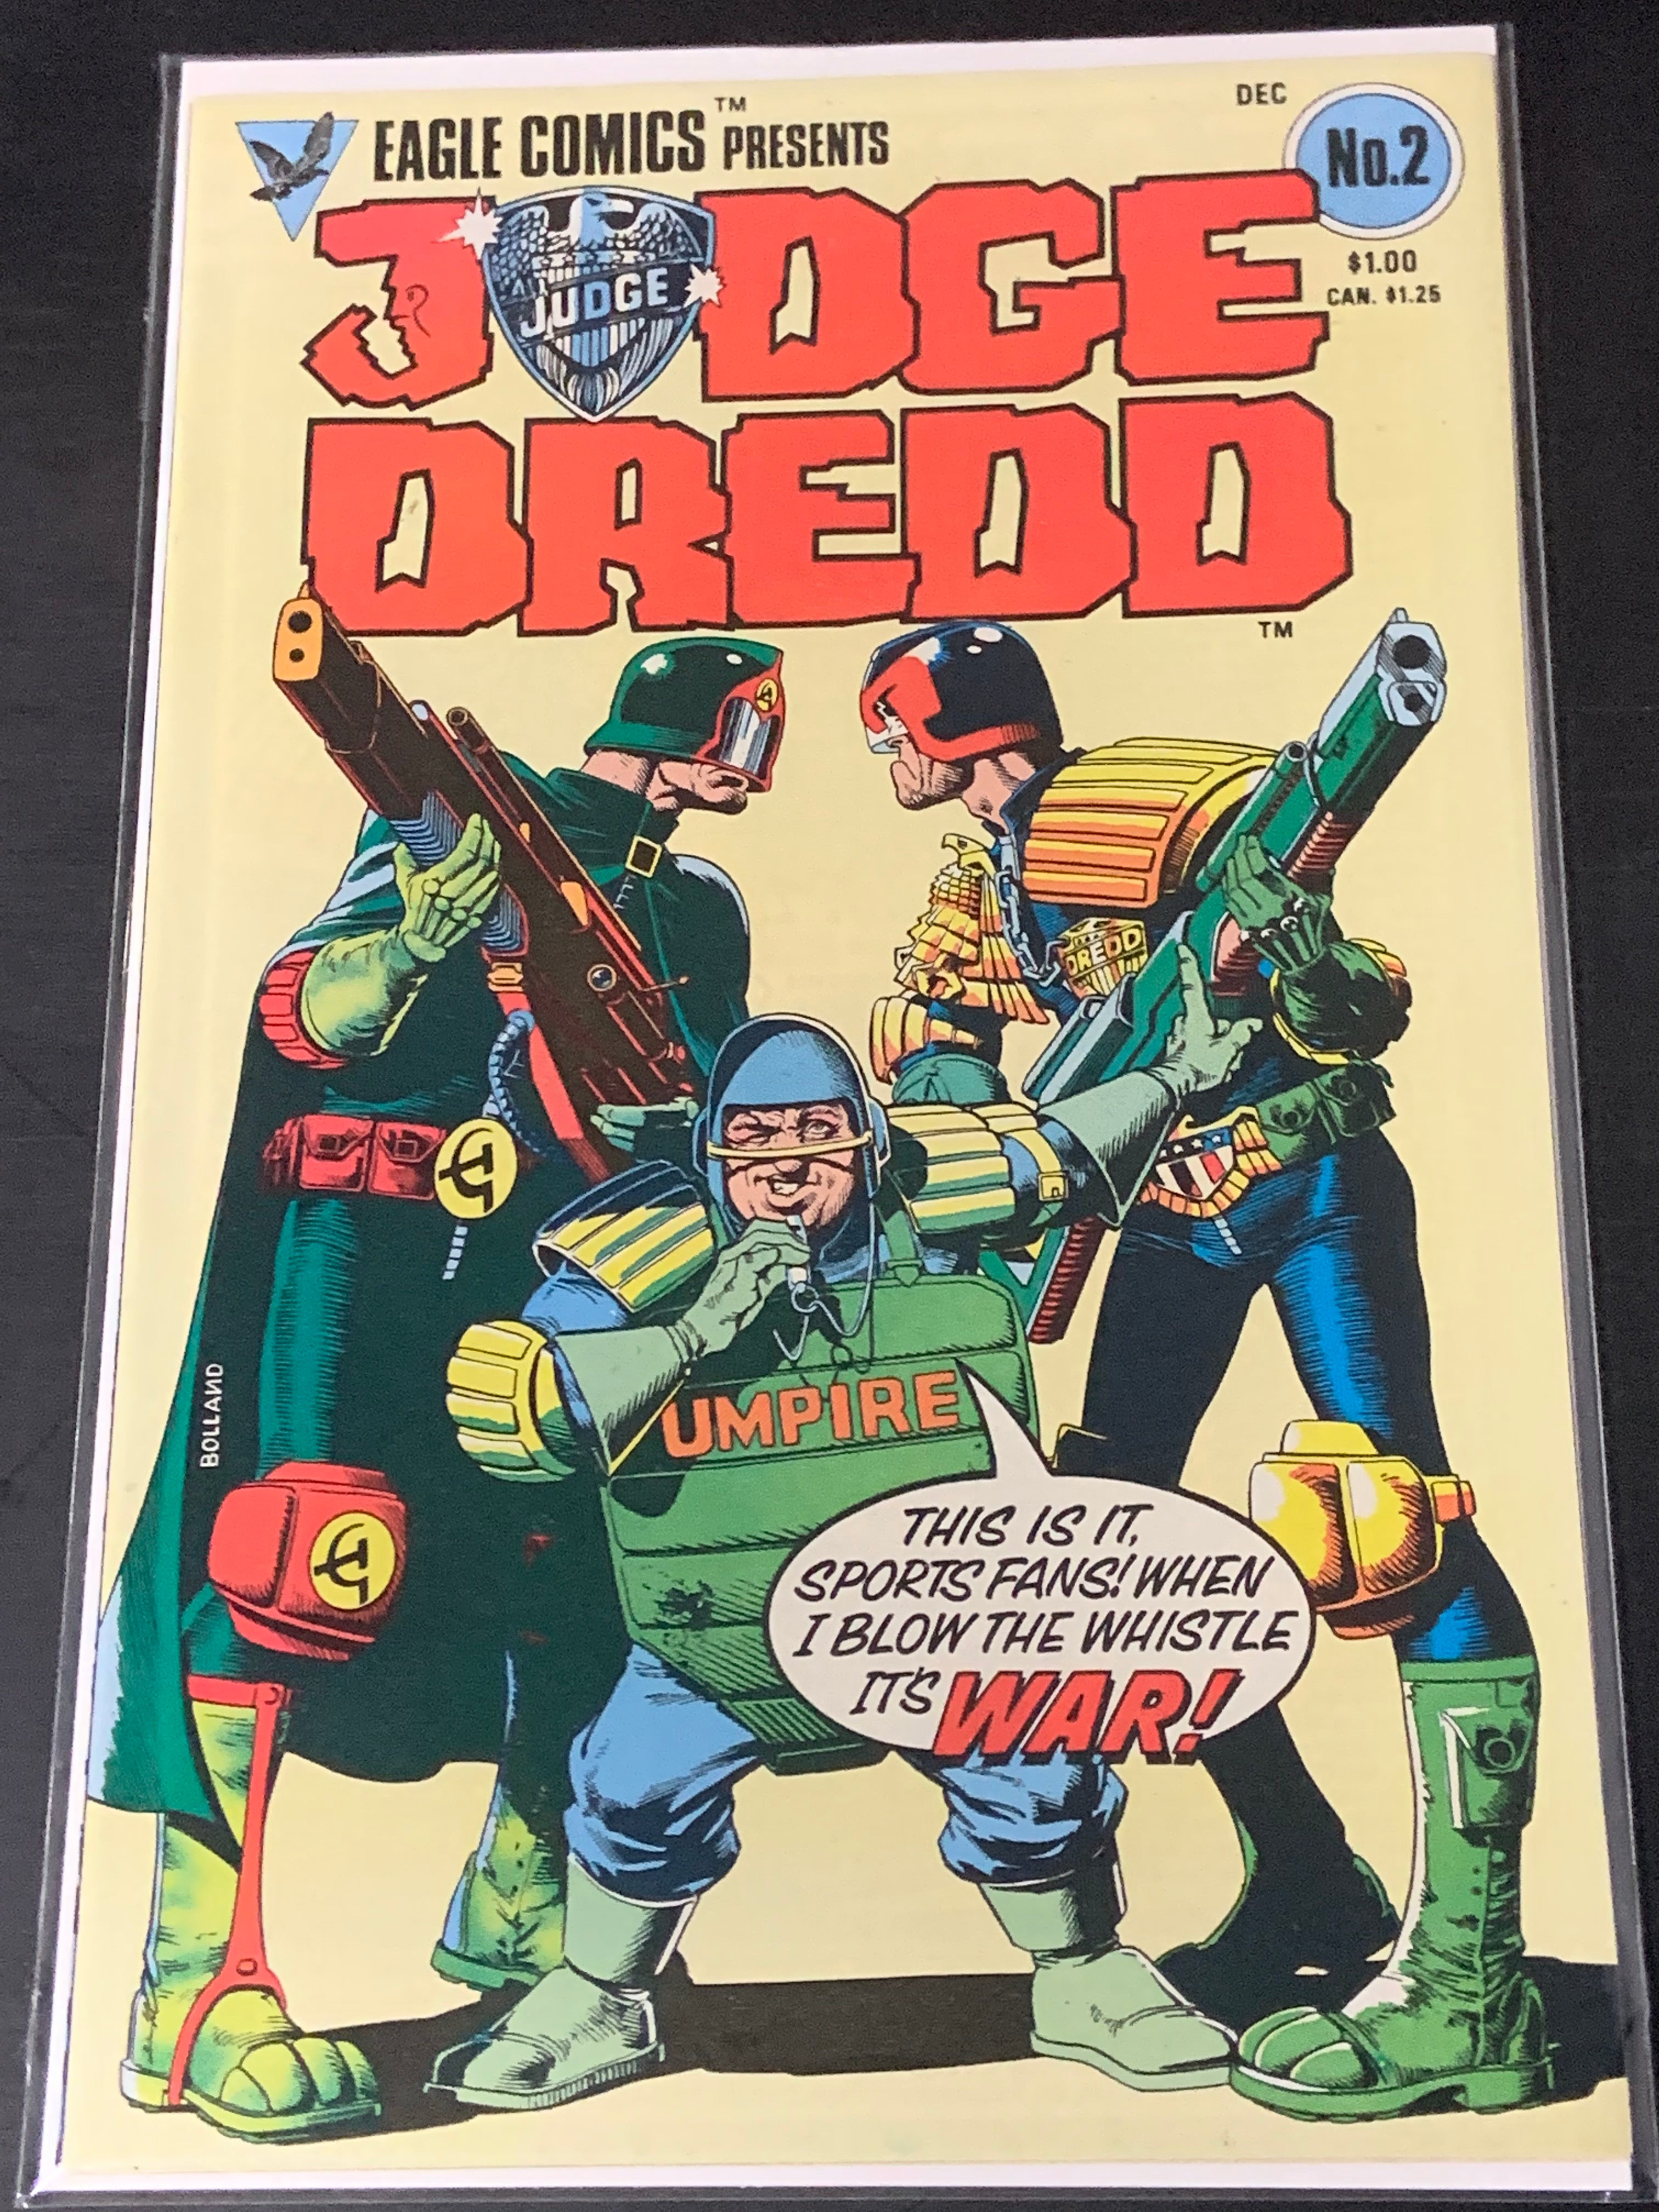 DEC
EAGLE COMICS™ PRESENTS
No.2
JUDGE
JUDGE
$1.00
CAN. $1.25
DREDD
TM
DREDD
BOLLAND
UMPIRE
THIS IS IT,
SPORTS FANS! WHEN
I BLOW THE WHISTLE
IT'S WAR!